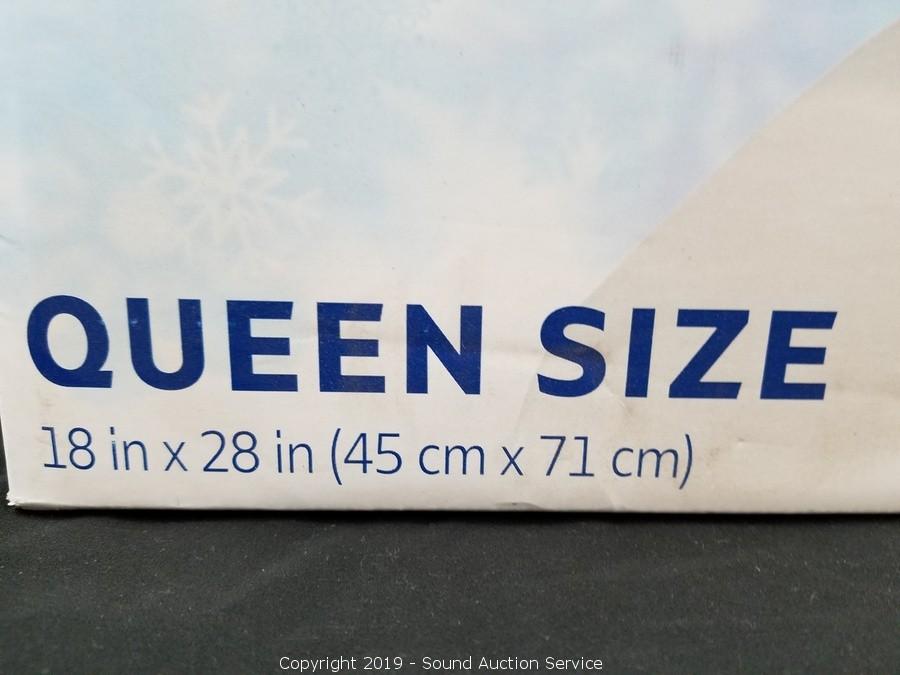 QUEEN SIZE
18 in x 28 in (45 cm x 71 cm)
Copyright 2019 - Sound Auction Service